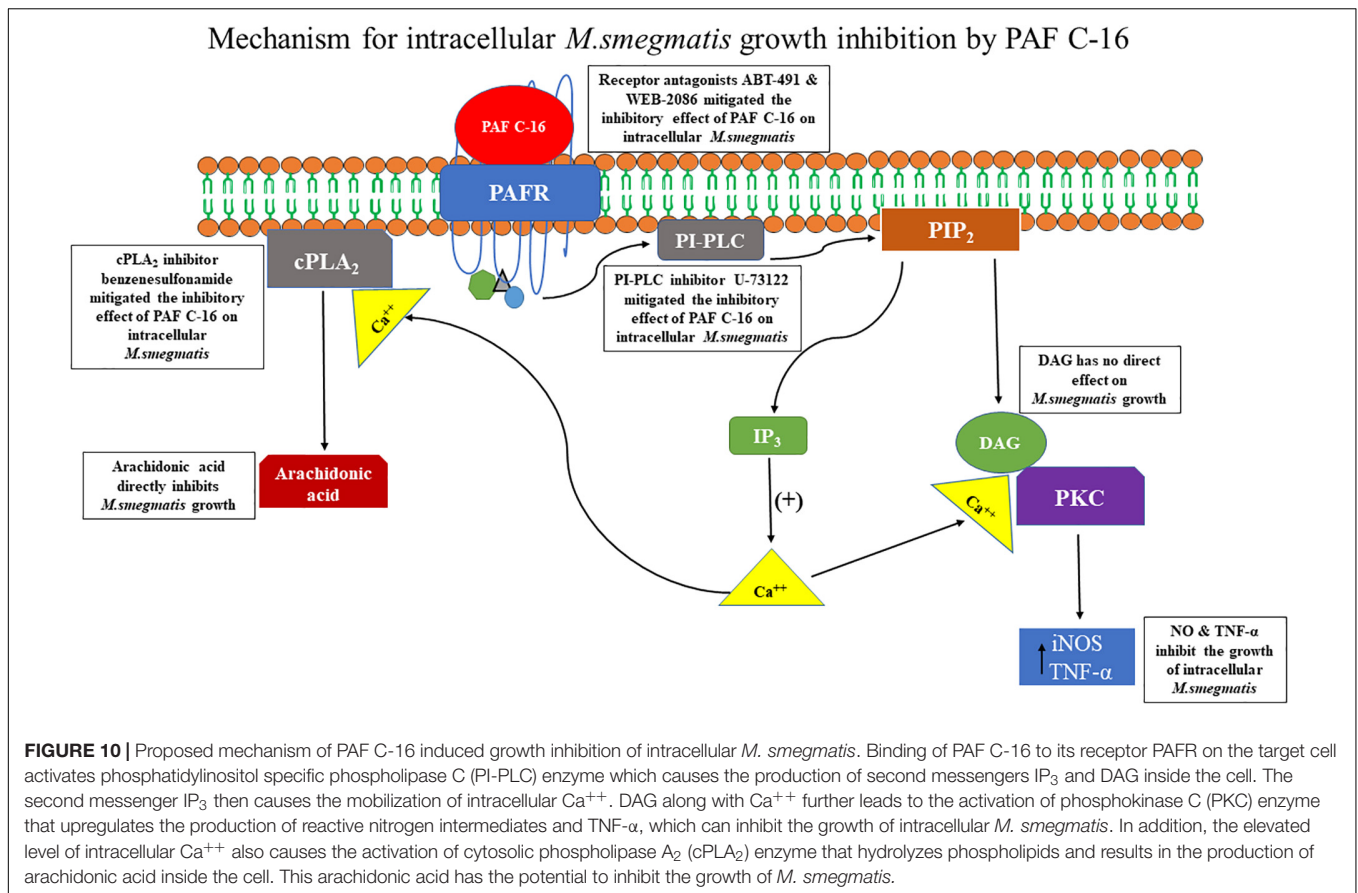 Mechanism for intracellular M.smegmatis growth inhibition by PAF C-16
Receptor antagonists ABT-491 &
WEB-2086 mitigated the
inhibitory effect of PAF C-16 on
intracellular M.smegmatis
PAF C-16
PAFR
PI-PLC
PIP₂
cPLA₂
Ca⁺⁺
cPLA₂ inhibitor
benzenesulfonamide
mitigated the inhibitory
effect of PAF C-16 on
intracellular
M.smegmatis
PI-PLC inhibitor U-73122
mitigated the inhibitory
effect of PAF C-16 on
intracellular M.smegmatis
DAG has no direct
effect on
M.smegmatis growth
IP₃
DAG
Arachidonic acid
directly inhibits
M.smegmatis growth
Arachidonic
acid
(+)
Ca⁺⁺
PKC
Ca⁺⁺
iNOS
TNF-α
NO & TNF-α
inhibit the growth
of intracellular
M.smegmatis
FIGURE 10 | Proposed mechanism of PAF C-16 induced growth inhibition of intracellular M. smegmatis. Binding of PAF C-16 to its receptor PAFR on the target cell
activates phosphatidylinositol specific phospholipase C (PI-PLC) enzyme which causes the production of second messengers IP₃ and DAG inside the cell. The
second messenger IP₃ then causes the mobilization of intracellular Ca⁺⁺. DAG along with Ca⁺⁺ further leads to the activation of phosphokinase C (PKC) enzyme
that upregulates the production of reactive nitrogen intermediates and TNF-α, which can inhibit the growth of intracellular M. smegmatis. In addition, the elevated
level of intracellular Ca⁺⁺ also causes the activation of cytosolic phospholipase A₂ (cPLA₂) enzyme that hydrolyzes phospholipids and results in the production of
arachidonic acid inside the cell. This arachidonic acid has the potential to inhibit the growth of M. smegmatis.